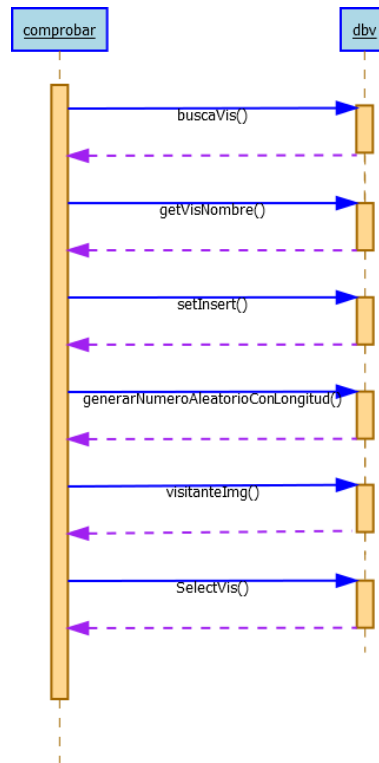 comprobar
dbv
buscaVis()
getVisNombre()
setInsert()
generarNumeroAleatorioConLongitud()
visitanteImg()
SelectVis()